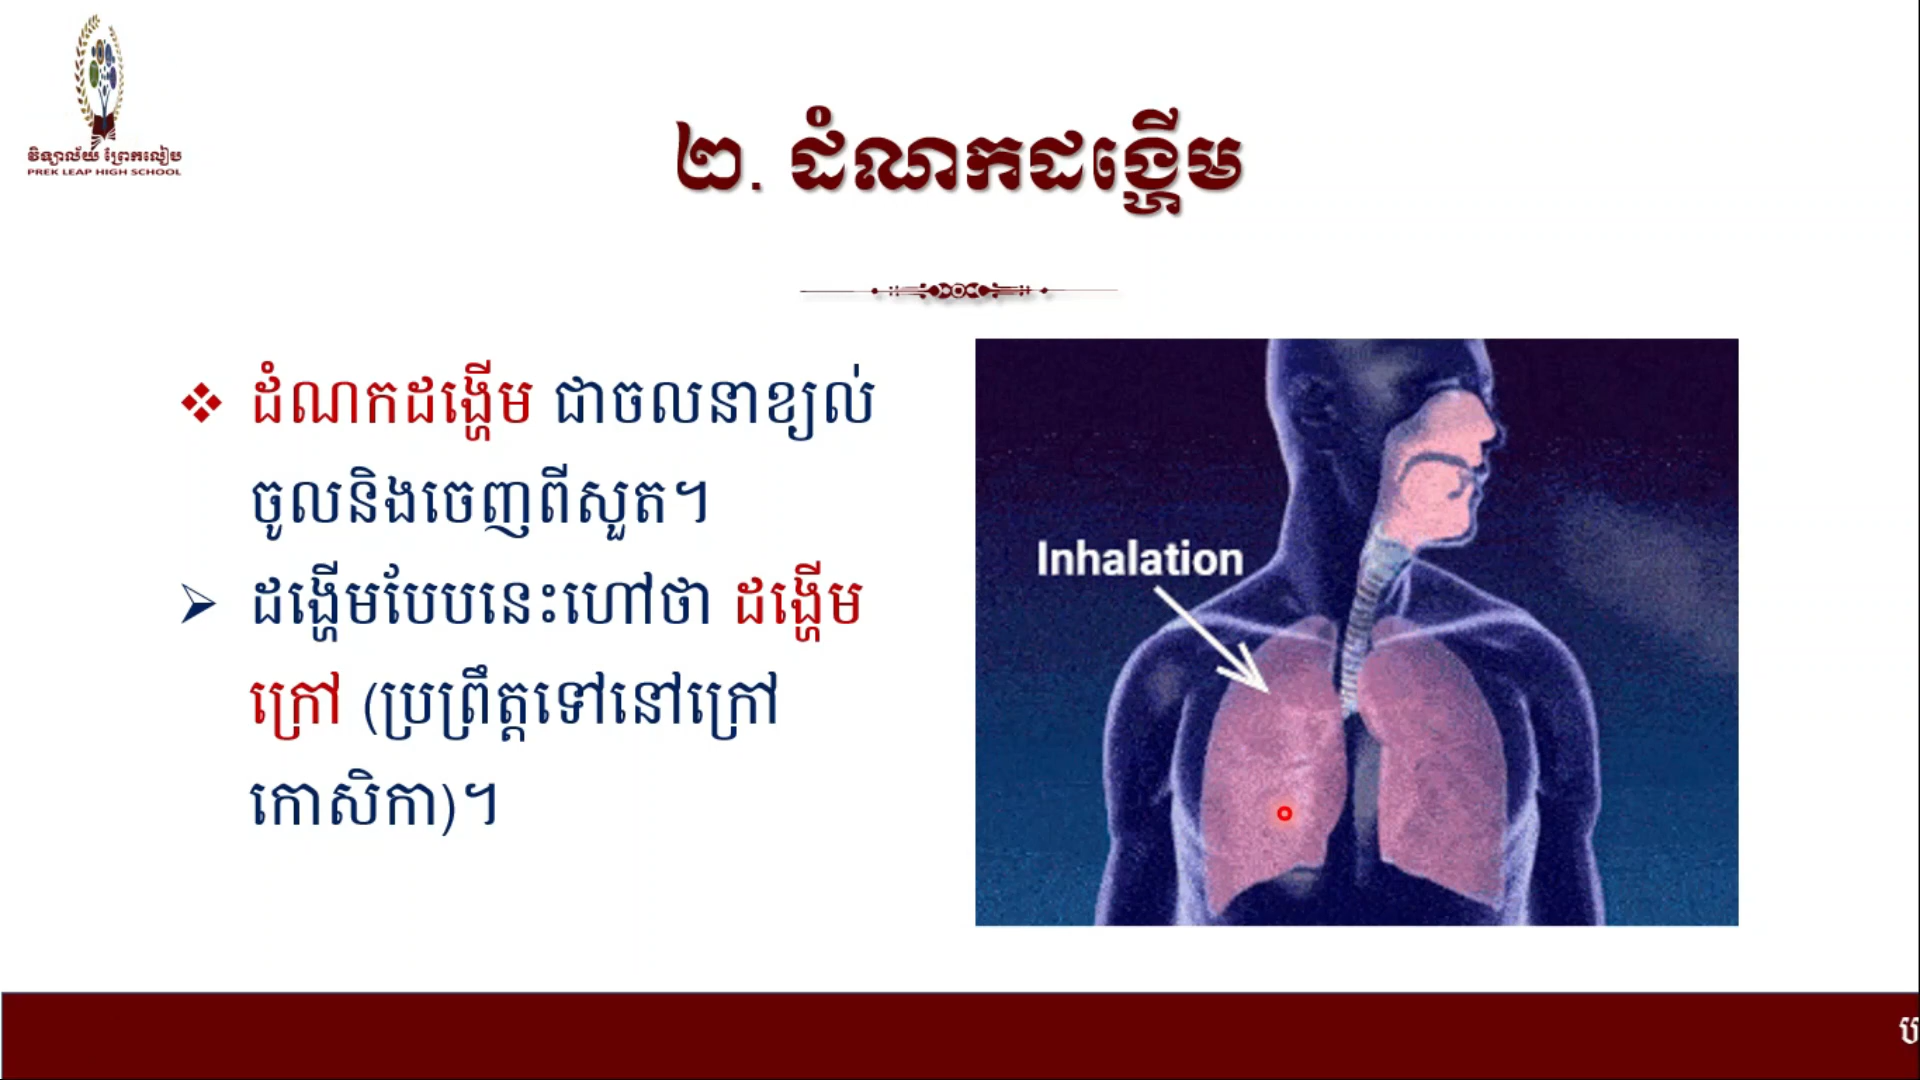 វិទ្យាល័យ ព្រែកលៀប
PREK LEAP HIGH SCHOOL
២. ដំណកដង្ហើម
ដំណកដង្ហើម ជាចលនាខ្យល់
ចូលនិងចេញពីសួត។
ដង្ហើមបែបនេះហៅថា ដង្ហើម
ក្រៅ (ប្រព្រឹត្តទៅនៅក្រៅ
កោសិកា)។
Inhalation